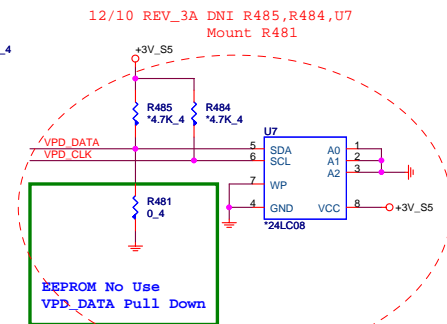 12/10 REV_3A DNI R485,R484,U7
Mount R481
_4
+3V_S5
R485
*4.7K_4
R484
*4.7K_4
U7
VPD_DATA
VPD_CLK
5 SDA A0 1
6 SCL A1 2
A2 3
7 WP
4 GND VCC 8 +3V_S5
*24LC08
R481
0_4
EEPROM No Use
VPD_DATA Pull Down